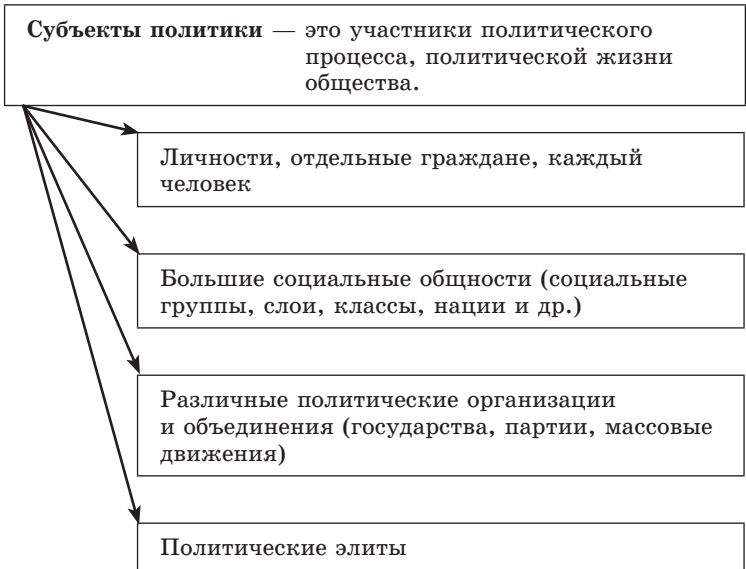 Субъекты политики — это участники политического
процесса, политической жизни
общества.
Личности, отдельные граждане, каждый
человек
Большие социальные общности (социальные
группы, слои, классы, нации и др.)
Различные политические организации
и объединения (государства, партии, массовые
движения)
Политические элиты